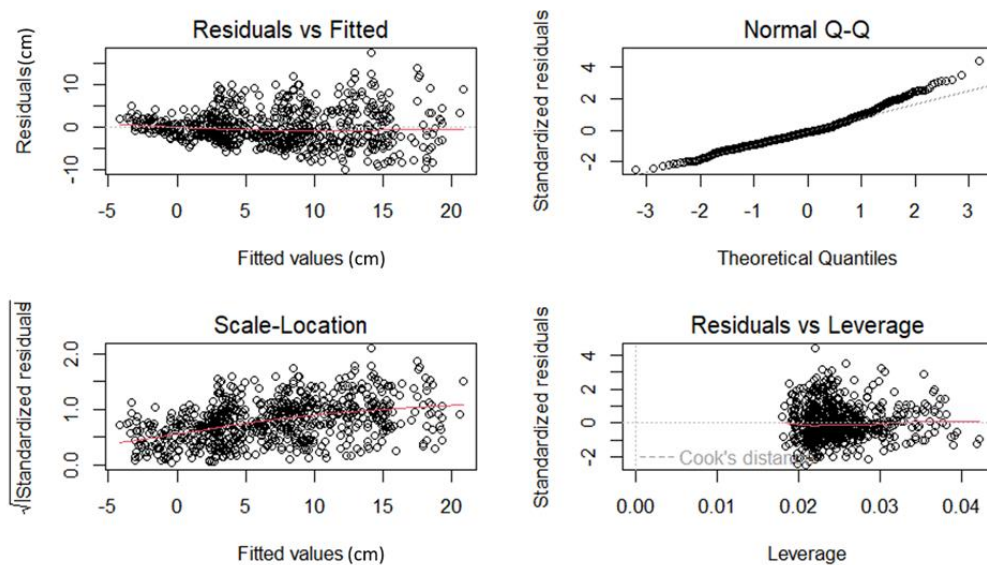 Residuals vs Fitted
Residuals(cm)
10
0
-10
-5 0 5 10 15 20
Fitted values (cm)
Normal Q-Q
Standardized residuals
4
2
0
-2
-3 -2 -1 0 1 2 3
Theoretical Quantiles
Scale-Location
√|Standardized residuals|
2.0
1.0
0.0
-5 0 5 10 15 20
Fitted values (cm)
Residuals vs Leverage
Standardized residuals
4
2
0
-2
Cook's distan
0.00 0.01 0.02 0.03 0.04
Leverage